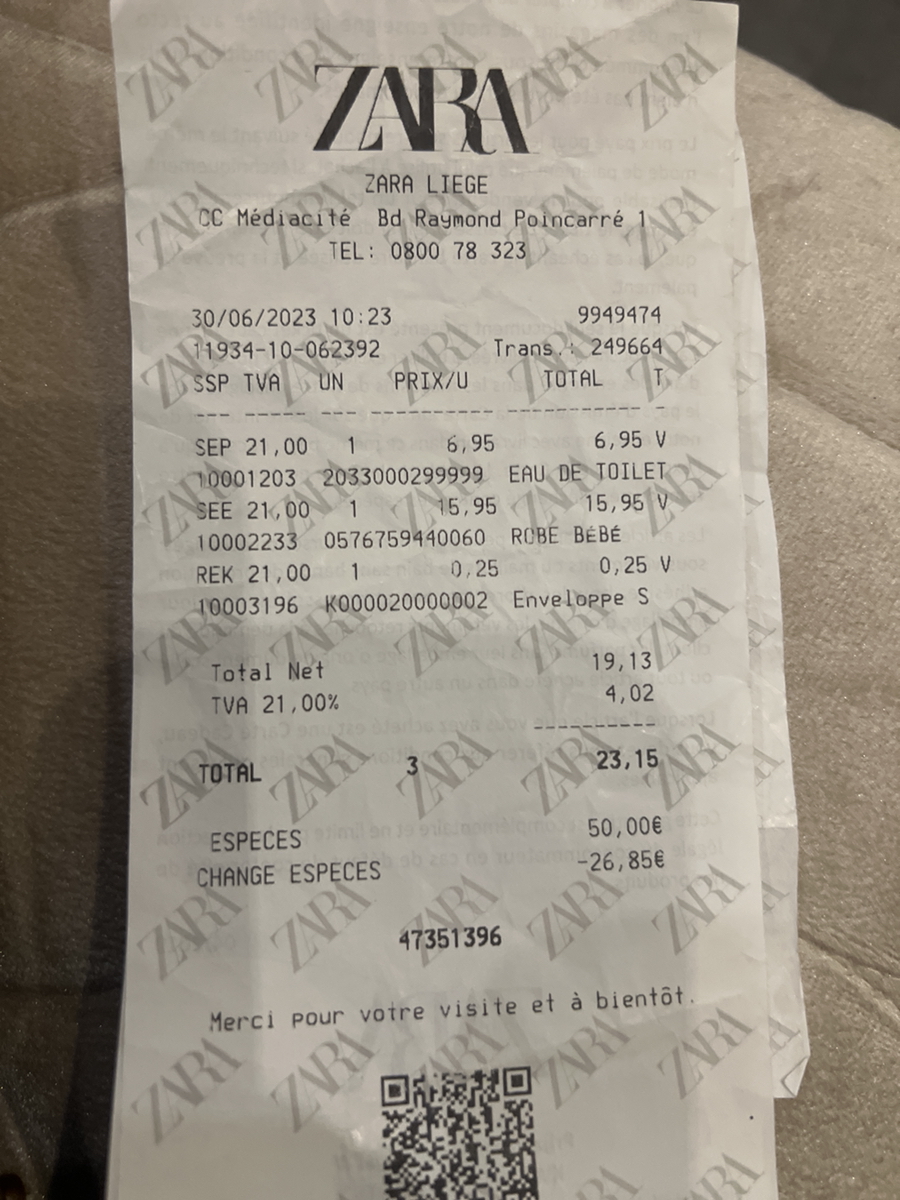 ZARA
ZARA LIEGE
CC Médiacité Bd Raymond Poincarré 1
TEL: 0800 78 323
30/06/2023 10:23 9949474
11934-10-062392 Trans.: 249664
SSP TVA UN PRIX/U TOTAL T
--- ----- --- ---------- ---------- -
SEP 21,00 1 6,95 6,95 V
10001203 2033000299999 EAU DE TOILET
SEE 21,00 1 15,95 15,95 V
10002233 0576759440060 ROBE BÉBÉ
REK 21,00 1 0,25 0,25 V
10003196 K000020000002 Enveloppe S
Total Net 19,13
TVA 21,00% 4,02
----------
TOTAL 3 23,15
ESPECES 50,00€
CHANGE ESPECES -26,85€
47351396
Merci pour votre visite et à bientôt.